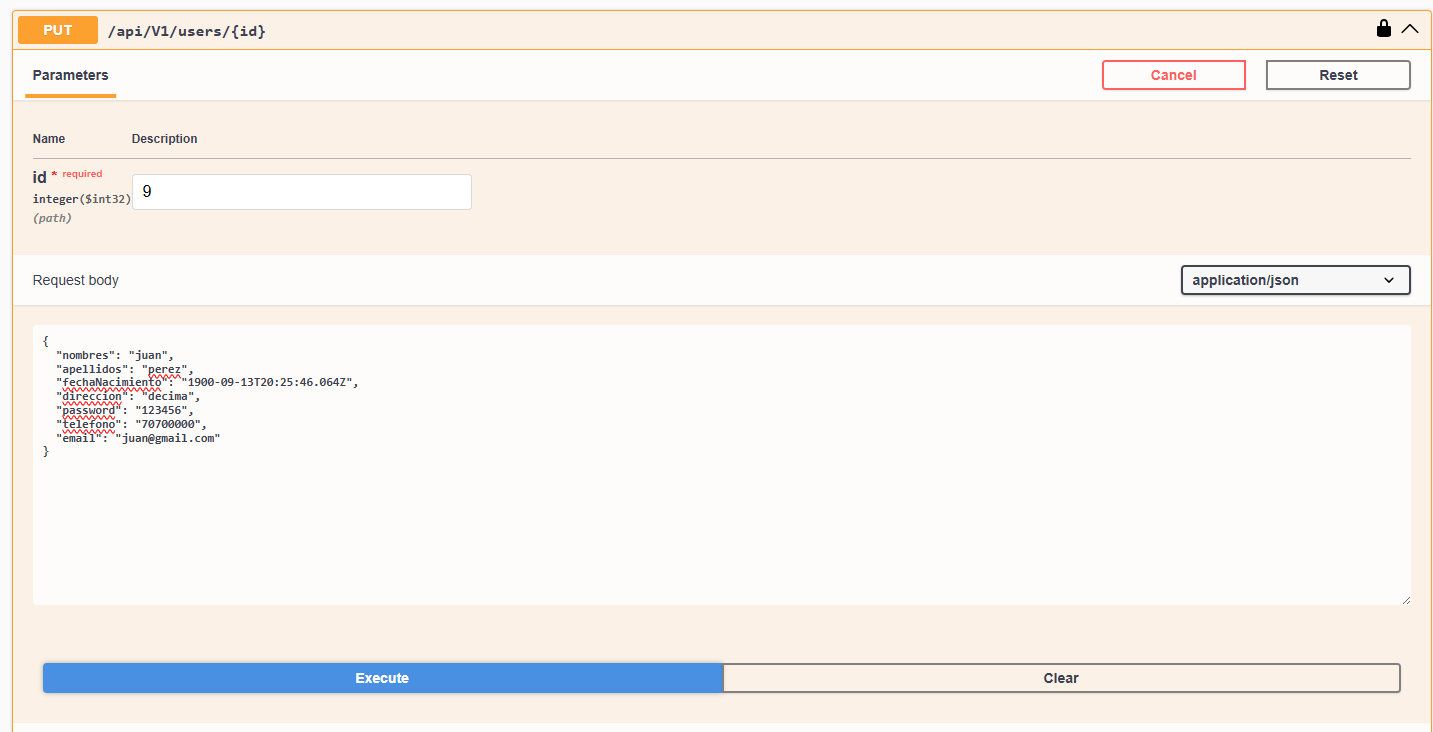 PUT /api/V1/users/{id}
Parameters Cancel Reset
Name Description
id * required
integer($int32) 9
(path)
Request body application/json
{
  "nombres": "juan",
  "apellidos": "perez",
  "fechaNacimiento": "1900-09-13T20:25:46.064Z",
  "direccion": "decima",
  "password": "123456",
  "telefono": "70700000",
  "email": "juan@gmail.com"
}
Execute Clear